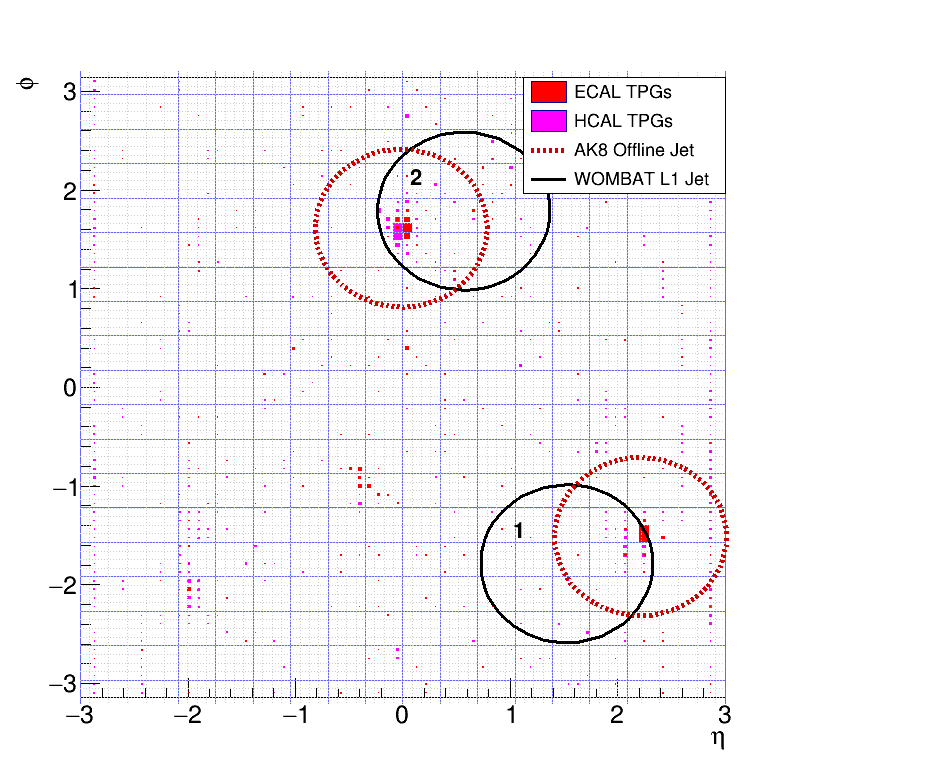 ϕ
3
2
1
0
−1
−2
−3
ECAL TPGs
HCAL TPGs
AK8 Offline Jet
WOMBAT L1 Jet
2
1
−3 −2 −1 0 1 2 3
η